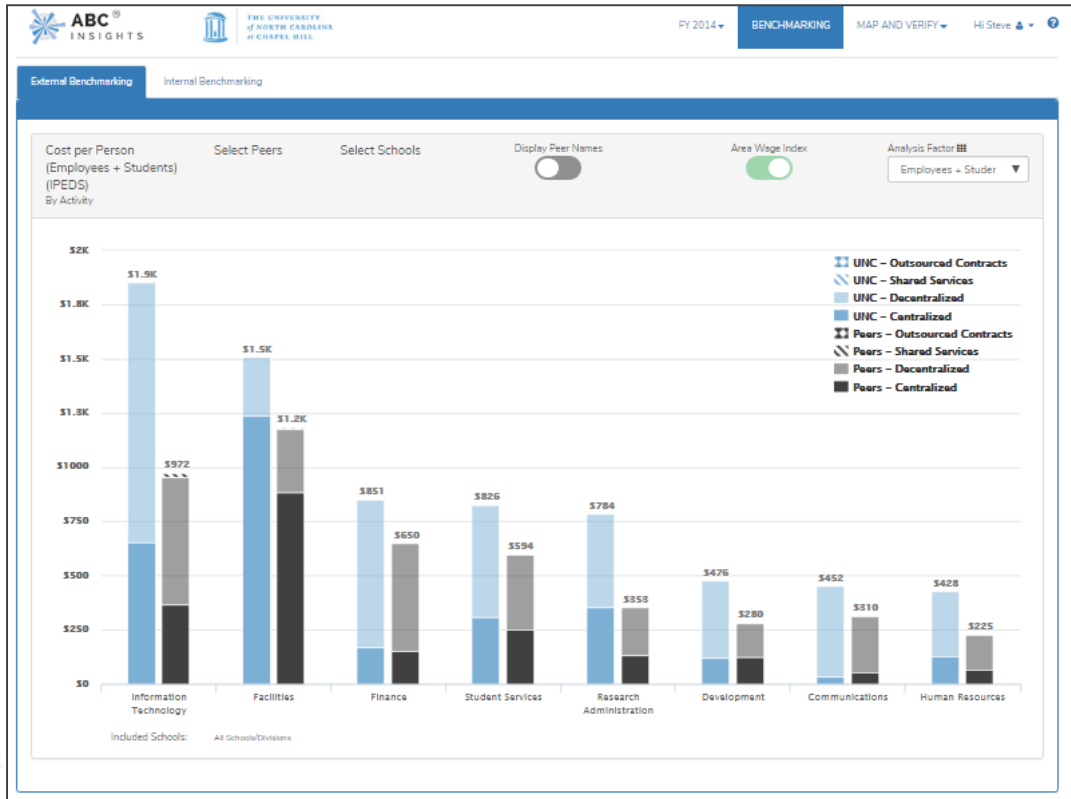 ABC®
INSIGHTS
THE UNIVERSITY
of NORTH CAROLINA
at CHAPEL HILL
FY 2014
BENCHMARKING
MAP AND VERIFY
Hi Steve
?
External Benchmarking
Internal Benchmarking
Cost per Person
(Employees + Students)
(IPEDS)
By Activity
Select Peers
Select Schools
Display Peer Names
Area Wage Index
Analysis Factor
Employees + Studer
$2K
$1.8K
$1.5K
$1.3K
$1000
$750
$500
$250
$0
$1.9K
$1.5K
$1.2K
$972
$851
$650
$826
$594
$784
$353
$476
$280
$452
$310
$428
$225
UNC – Outsourced Contracts
UNC – Shared Services
UNC – Decentralized
UNC – Centralized
Peers – Outsourced Contracts
Peers – Shared Services
Peers – Decentralized
Peers – Centralized
Information
Technology
Facilities
Finance
Student Services
Research
Administration
Development
Communications
Human Resources
Included Schools:
All Schools/Divisions